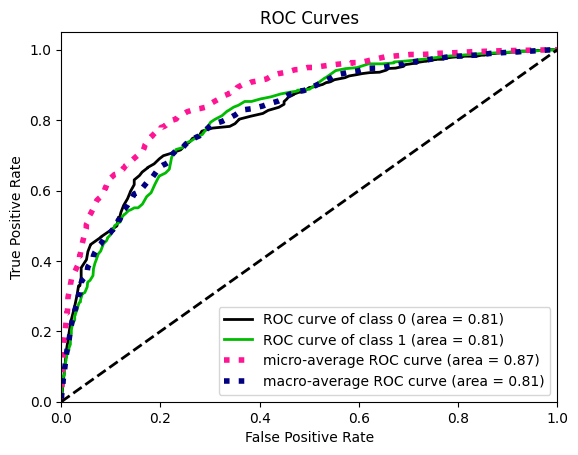 ROC Curves
True Positive Rate
1.0
0.8
0.6
0.4
0.2
0.0
ROC curve of class 0 (area = 0.81)
ROC curve of class 1 (area = 0.81)
micro-average ROC curve (area = 0.87)
macro-average ROC curve (area = 0.81)
0.0 0.2 0.4 0.6 0.8 1.0
False Positive Rate